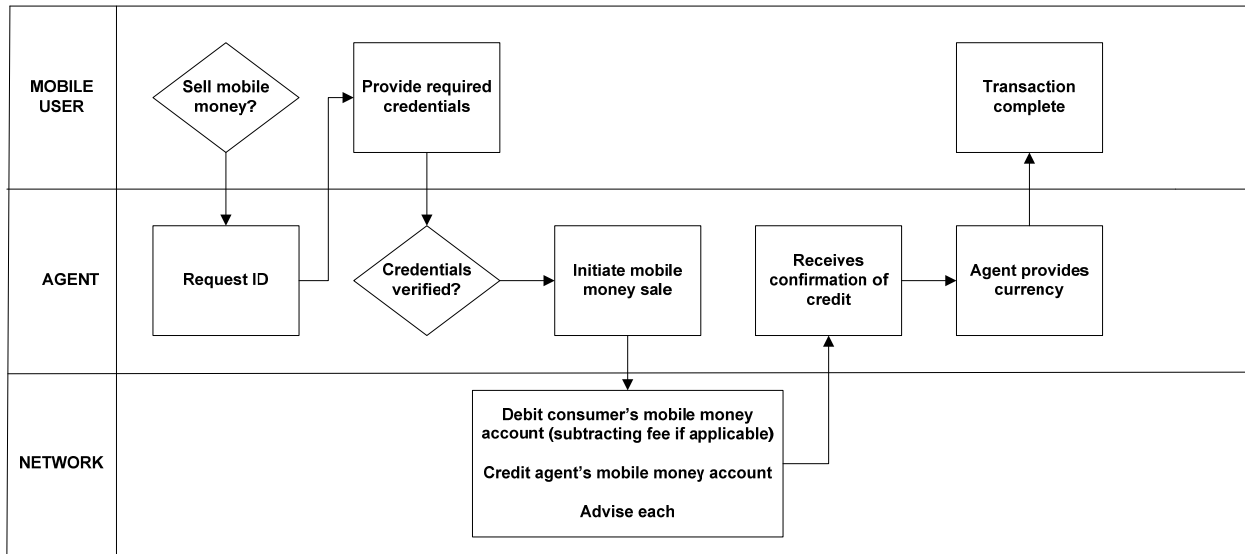 MOBILE
USER
Sell mobile
money?
Provide required
credentials
Transaction
complete
AGENT
Request ID
Credentials
verified?
Initiate mobile
money sale
Receives
confirmation of
credit
Agent provides
currency
NETWORK
Debit consumer’s mobile money
account (subtracting fee if applicable)
Credit agent’s mobile money account
Advise each